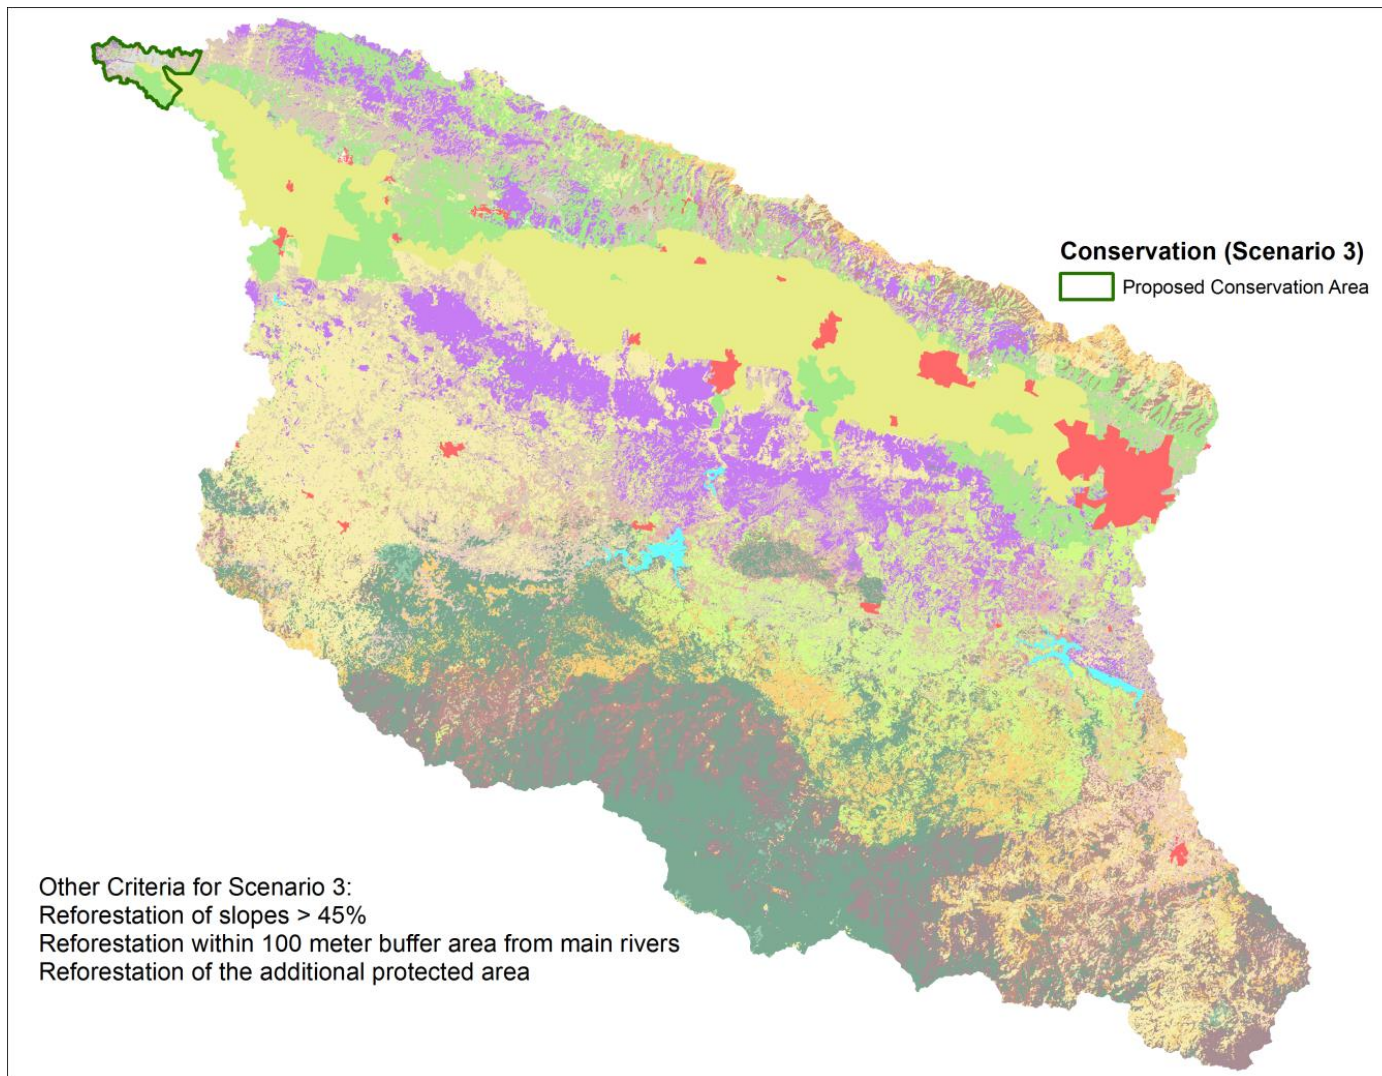 Conservation (Scenario 3)
Proposed Conservation Area
Other Criteria for Scenario 3:
Reforestation of slopes > 45%
Reforestation within 100 meter buffer area from main rivers
Reforestation of the additional protected area